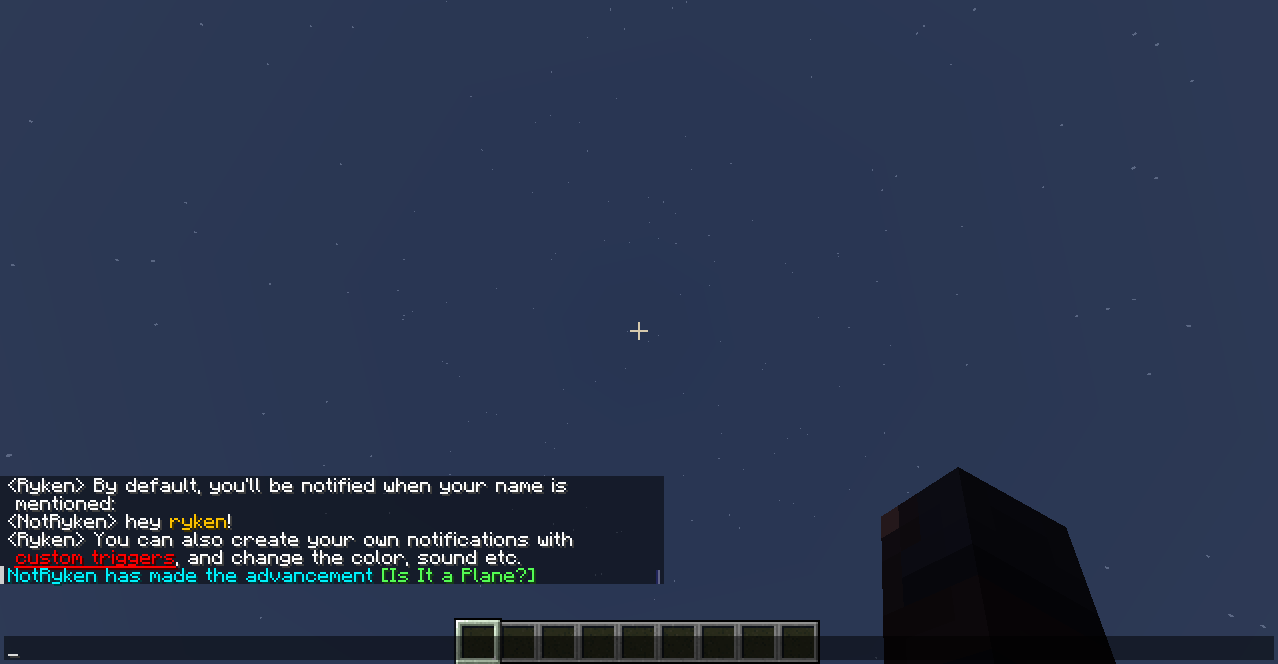 <Ryken> By default, you'll be notified when your name is
mentioned:
<NotRyken> hey ryken!
<Ryken> You can also create your own notifications with
custom triggers, and change the color, sound etc.
NotRyken has made the advancement [Is It a Plane?]
_